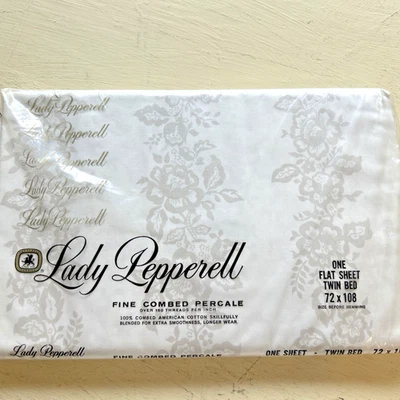 Lady Pepperell
Lady Pepperell
Lady Pepperell
Lady Pepperell
Lady Pepperell
Lady Pepperell
FINE COMBED PERCALE
OVER 180 THREADS PER INCH
100% COMBED AMERICAN COTTON SKILLFULLY
BLENDED FOR EXTRA SMOOTHNESS, LONGER WEAR.
ONE
FLAT SHEET
TWIN BED
72 x 108
SIZE BEFORE HEMMING
Lady Pepperell FINE COMBED PERCALE ONE SHEET - TWIN BED 72 x 10